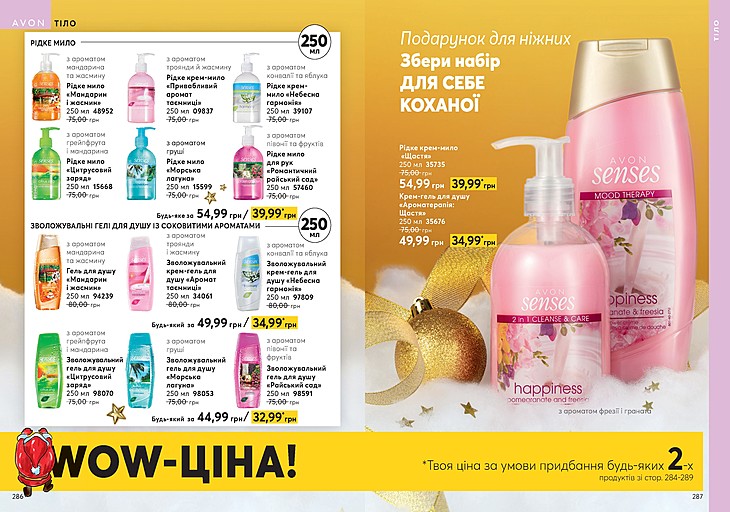 AVON ТІЛО
РІДКЕ МИЛО
250 МЛ
з ароматом
мандарина
та жасмину
Рідке мило
«Мандарин
і жасмин»
250 мл 48952
75,00 грн
з ароматом
троянди й жасмину
Рідке крем-мило
«Привабливий
аромат
таємниці»
250 мл 09837
75,00 грн
з ароматом
конвалії та яблука
Рідке крем-
мило «Небесна
гармонія»
250 мл 39107
75,00 грн
з ароматом
грейпфрута
і мандарина
Рідке мило
«Цитрусовий
заряд»
250 мл 15668
75,00 грн
з ароматом
груші
Рідке мило
«Морська
лагуна»
250 мл 15599
75,00 грн
з ароматом
півонії та фруктів
Рідке мило
для рук
«Романтичний
райський сад»
250 мл 57460
75,00 грн
Будь-яке за 54,99 грн / 39,99* грн
ЗВОЛОЖУВАЛЬНІ ГЕЛІ ДЛЯ ДУШУ ІЗ СОКОВИТИМИ АРОМАТАМИ
250 МЛ
з ароматом
мандарина
та жасмину
Гель для душу
«Мандарин
і жасмин»
250 мл 94239
80,00 грн
з ароматом
троянди
і жасмину
Зволожувальний
крем-гель для
душу «Аромат
таємниці»
250 мл 34061
80,00 грн
з ароматом
конвалії та яблука
Зволожувальний
крем-гель для
душу «Небесна
гармонія»
250 мл 97809
80,00 грн
Будь-який за 49,99 грн / 34,99* грн
з ароматом
грейпфрута
і мандарина
Зволожувальний
гель для душу
«Цитрусовий
заряд»
250 мл 98070
75,00 грн
з ароматом
груші
Зволожувальний
гель для душу
«Морська
лагуна»
250 мл 98053
75,00 грн
з ароматом
півонії та
фруктів
Зволожувальний
гель для душу
«Райський сад»
250 мл 98591
75,00 грн
Будь-який за 44,99 грн / 32,99* грн
Подарунок для ніжних
Збери набір
ДЛЯ СЕБЕ
КОХАНОЇ
Рідке крем-мило
«Щастя»
250 мл 35735
75,00 грн
54,99 грн 39,99* грн
Крем-гель для душу
«Ароматерапія:
Щастя»
250 мл 35676
75,00 грн
49,99 грн 34,99* грн
AVON
senses
MOOD THERAPY
ppiness
anate & freesia
AVON
senses
2 in 1 CLEANSE & CARE
happiness
pomegranate and freesia
з ароматом фрезії і граната
ТІЛО
WOW-ЦІНА!
*Твоя ціна за умови придбання будь-яких 2-х
продуктів зі стор. 284-289
286
287